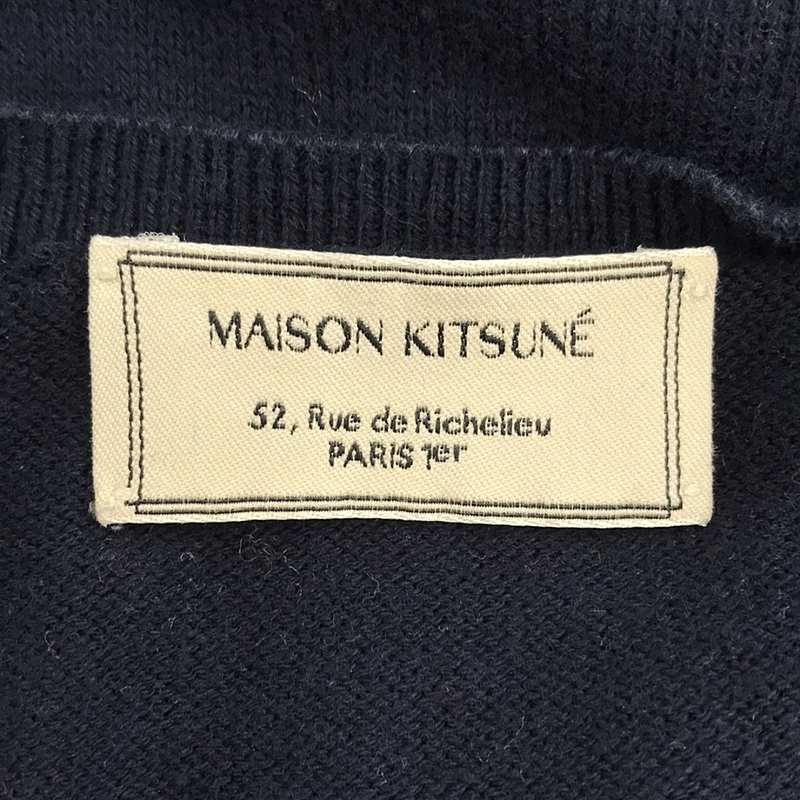 MAISON KITSUNÉ
52, Rue de Richelieu
PARIS 1er